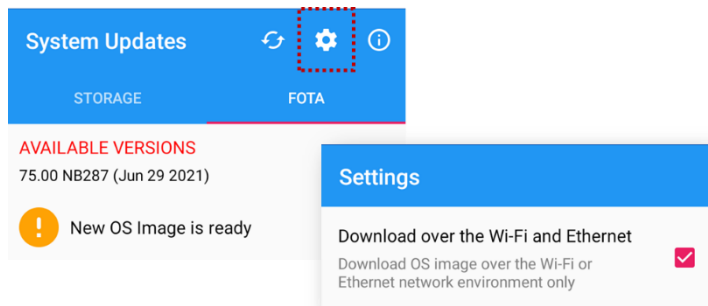 System Updates
STORAGE
FOTA
AVAILABLE VERSIONS
75.00 NB287 (Jun 29 2021)
New OS Image is ready
Settings
Download over the Wi-Fi and Ethernet
Download OS image over the Wi-Fi or
Ethernet network environment only